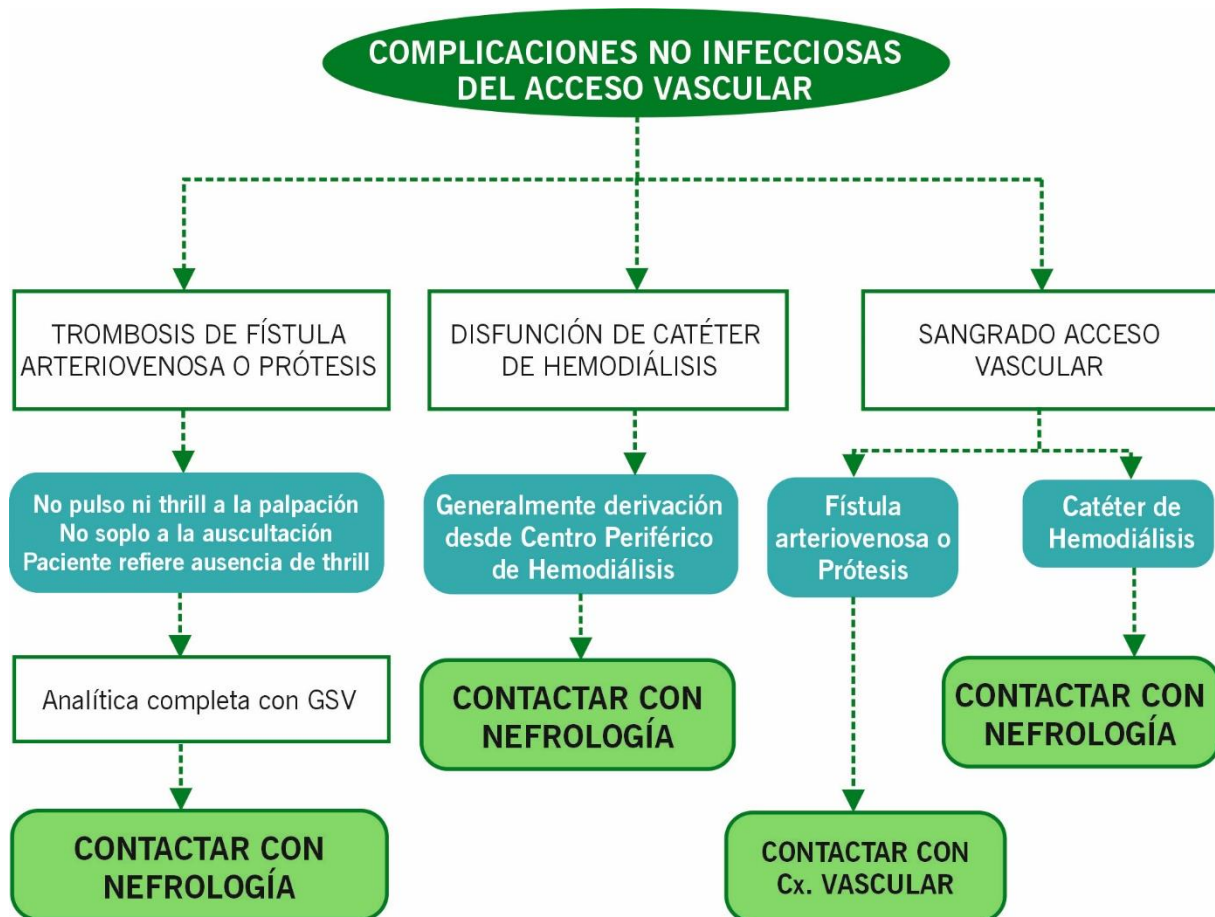 COMPLICACIONES NO INFECCIOSAS
DEL ACCESO VASCULAR
TROMBOSIS DE FÍSTULA
ARTERIOVENOSA O PRÓTESIS
DISFUNCIÓN DE CATÉTER
DE HEMODIÁLISIS
SANGRADO ACCESO
VASCULAR
No pulso ni thrill a la palpación
No soplo a la auscultación
Paciente refiere ausencia de thrill
Generalmente derivación
desde Centro Periférico
de Hemodiálisis
Fístula
arteriovenosa o
Prótesis
Catéter de
Hemodiálisis
Analítica completa con GSV
CONTACTAR CON
NEFROLOGÍA
CONTACTAR CON
NEFROLOGÍA
CONTACTAR CON
NEFROLOGÍA
CONTACTAR CON
Cx. VASCULAR